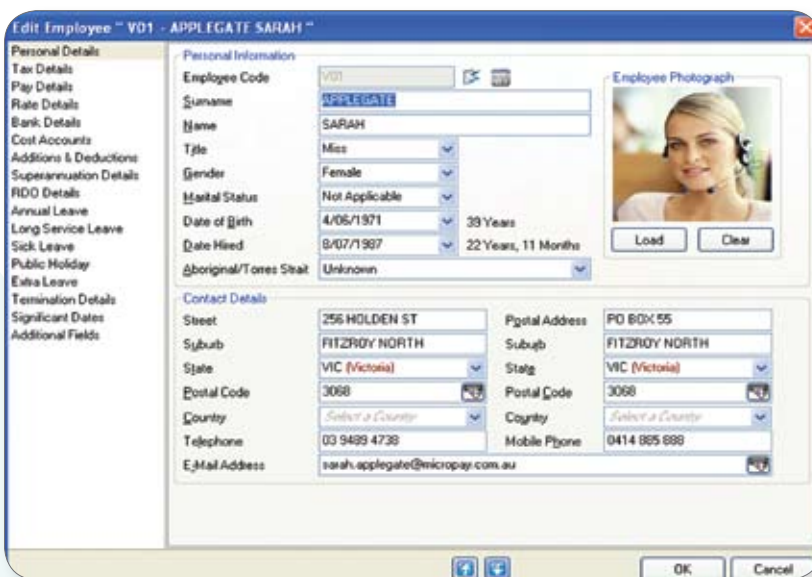 Edit Employee " V01 - APPLEGATE SARAH "
Personal Details
Tax Details
Pay Details
Rate Details
Bank Details
Cost Accounts
Additions & Deductions
Superannuation Details
RDO Details
Annual Leave
Long Service Leave
Sick Leave
Public Holiday
Extra Leave
Termination Details
Significant Dates
Additional Fields
Personal Information
Employee Code V01
Surname APPLEGATE
Name SARAH
Title Miss
Gender Female
Marital Status Not Applicable
Date of Birth 4/06/1971 39 Years
Date Hired 8/07/1987 22 Years, 11 Months
Aboriginal/Torres Strait Unknown
Employee Photograph
Load Clear
Contact Details
Street 256 HOLDEN ST Postal Address PO BOX 55
Suburb FITZROY NORTH Suburb FITZROY NORTH
State VIC (Victoria) State VIC (Victoria)
Postal Code 3068 Postal Code 3068
Country Select a Country Country Select a Country
Telephone 03 9489 4738 Mobile Phone 0414 885 888
E-Mail Address sarah.applegate@micropay.com.au
OK Cancel